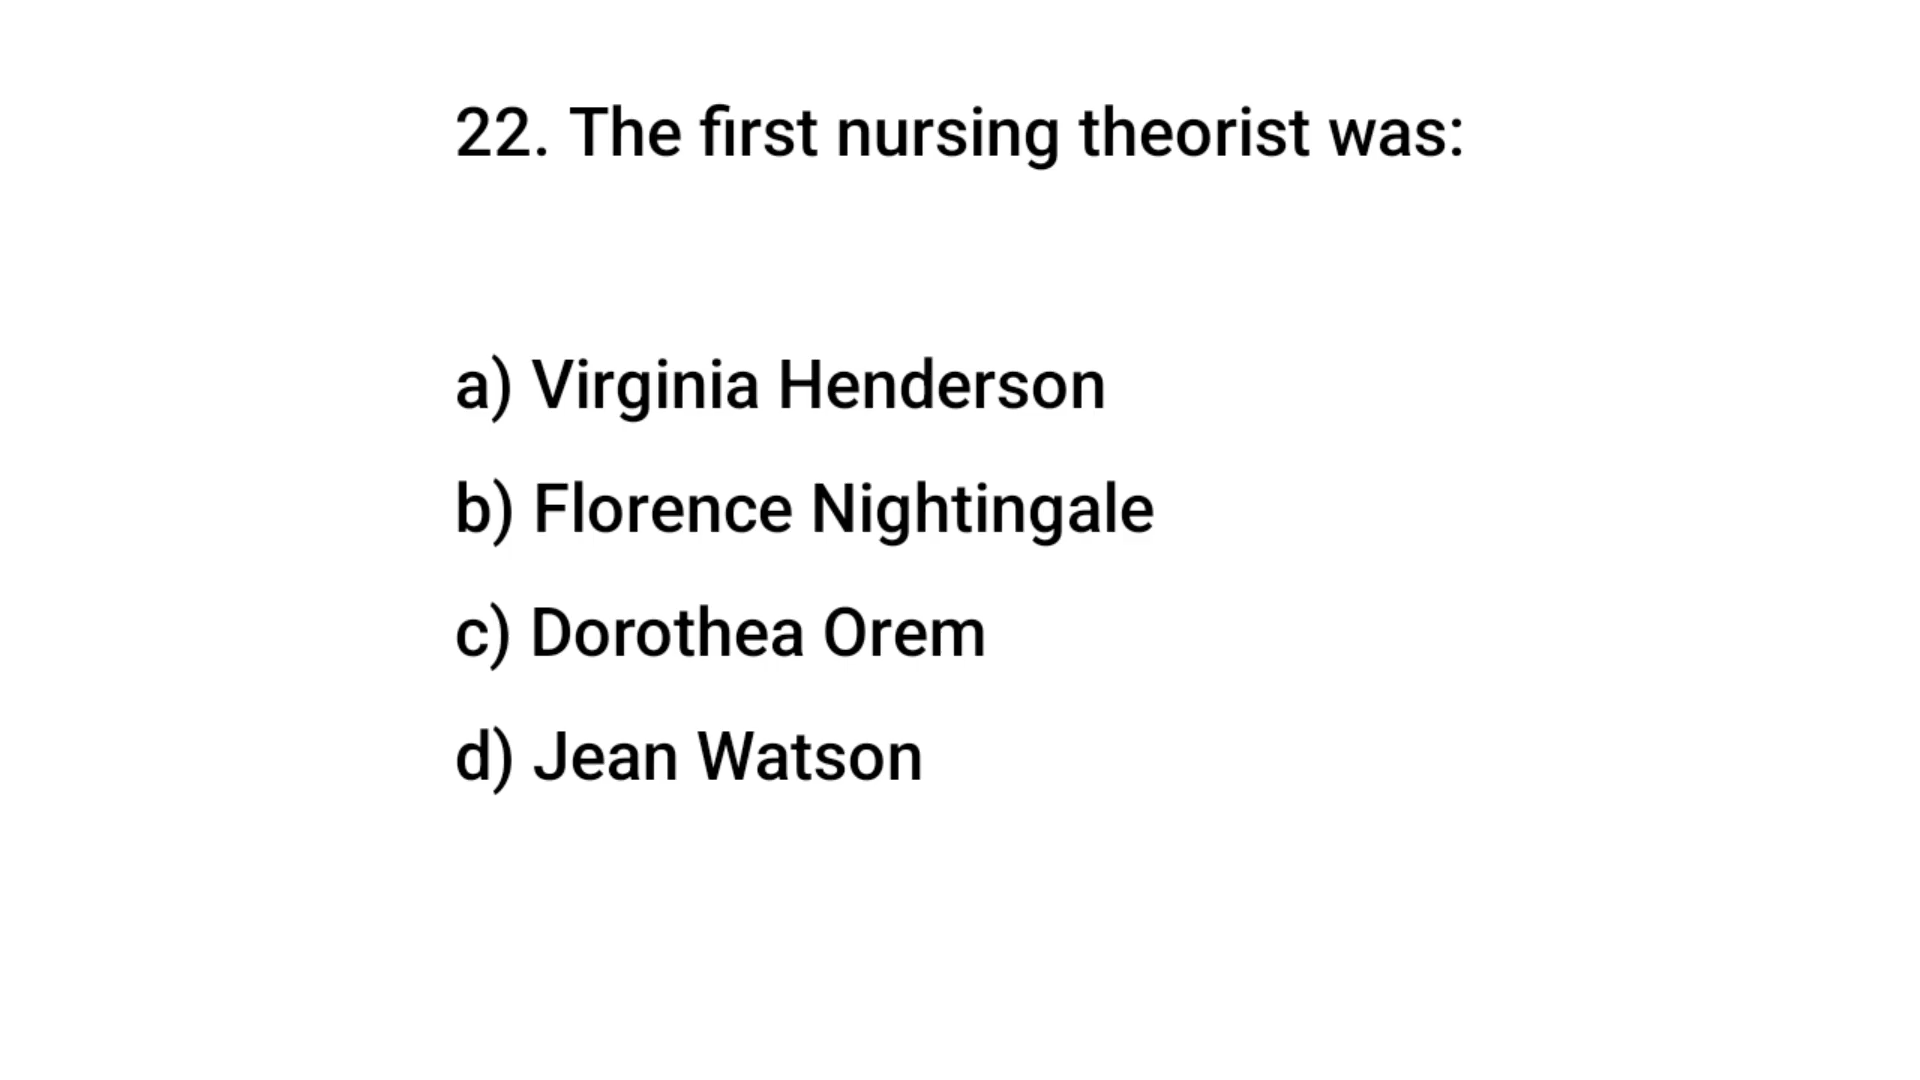 22. The first nursing theorist was:
a) Virginia Henderson
b) Florence Nightingale
c) Dorothea Orem
d) Jean Watson